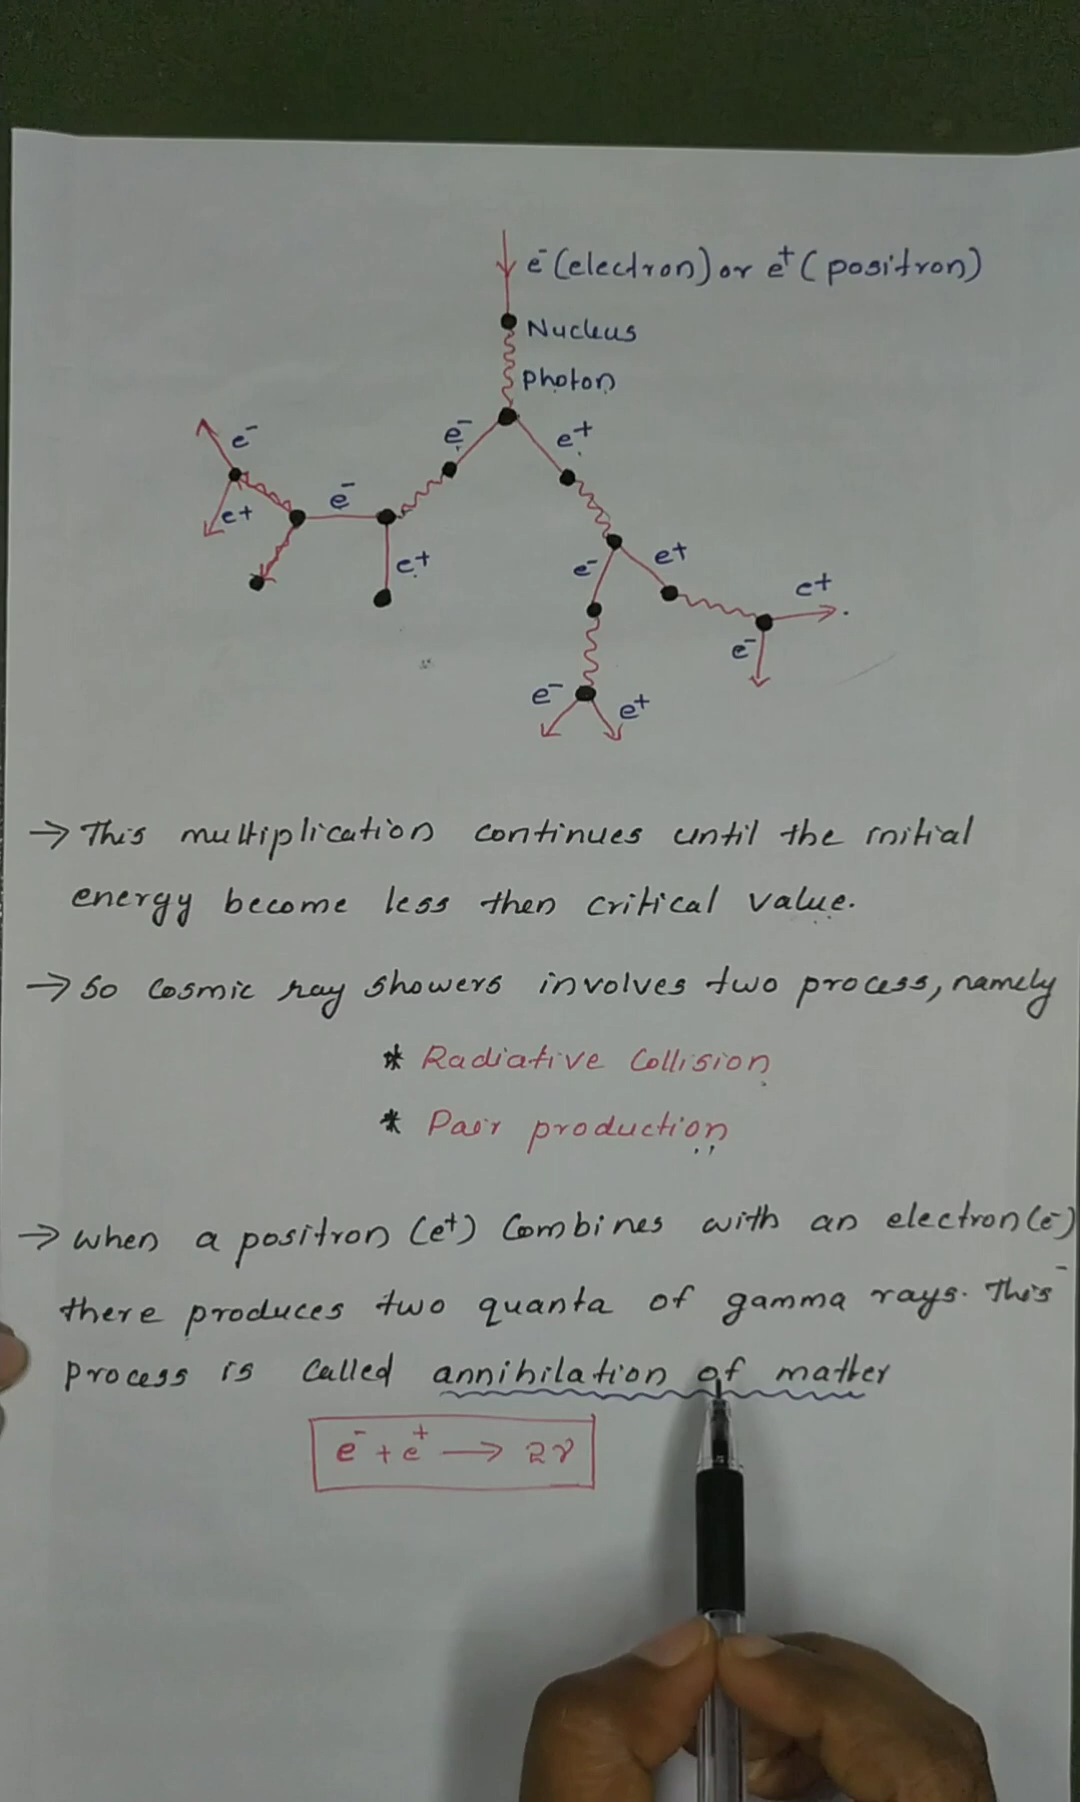 e⁻ (electron) or e⁺ (positron)
Nucleus
Photon
e⁻
e⁺
e⁻
e⁻
e⁺
e⁺
e⁻
e⁺
e⁺
e⁻
e⁻
e⁺
→ This multiplication continues until the initial
energy become less then critical value.
→ So Cosmic ray showers involves two process, namely
* Radiative Collision
* Pair production
→ when a positron (e⁺) Combines with an electron (e⁻)
there produces two quanta of gamma rays. This
process is called annihilation of matter
e⁻ + e⁺ → 2γ